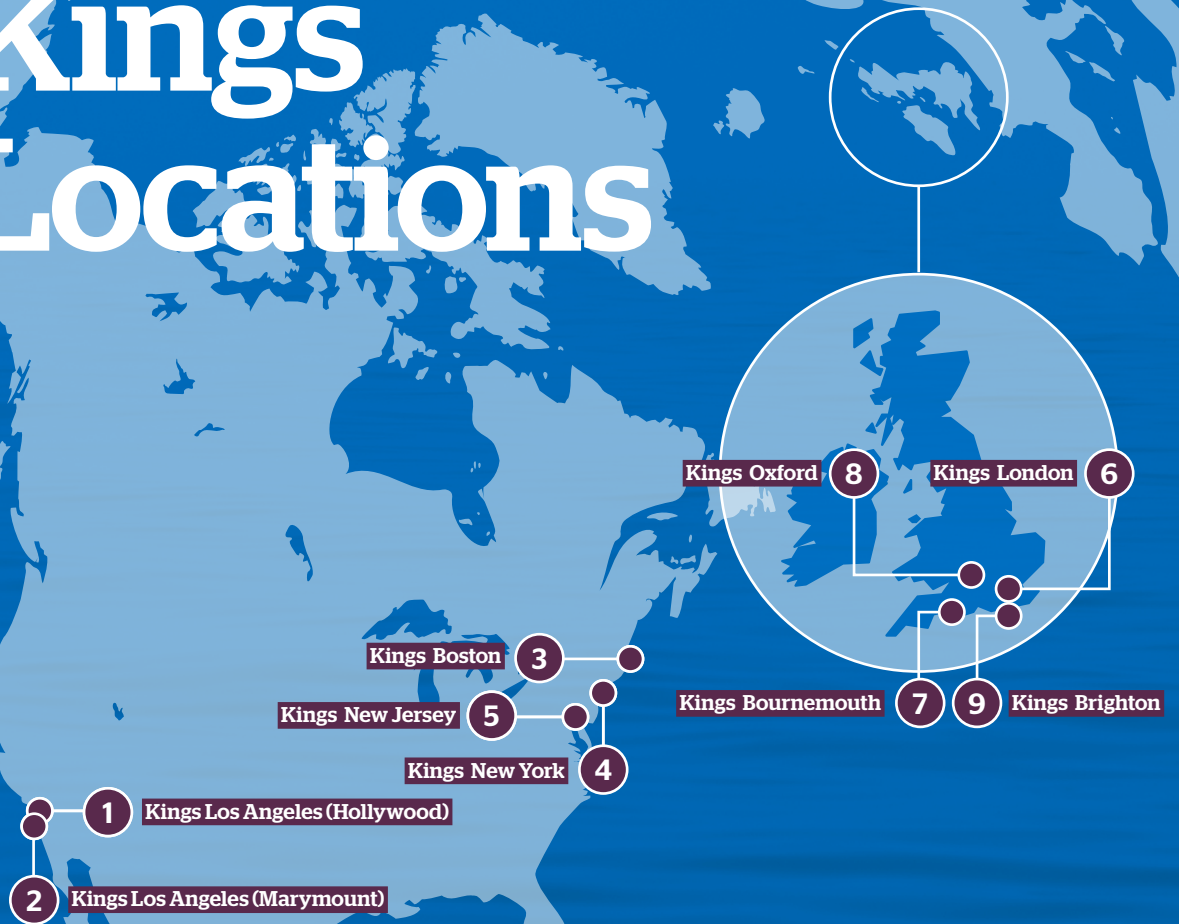 Kings
Locations
Kings Oxford 8
Kings London 6
Kings Boston 3
Kings New Jersey 5
Kings New York 4
Kings Bournemouth 7
9 Kings Brighton
1 Kings Los Angeles (Hollywood)
2 Kings Los Angeles (Marymount)